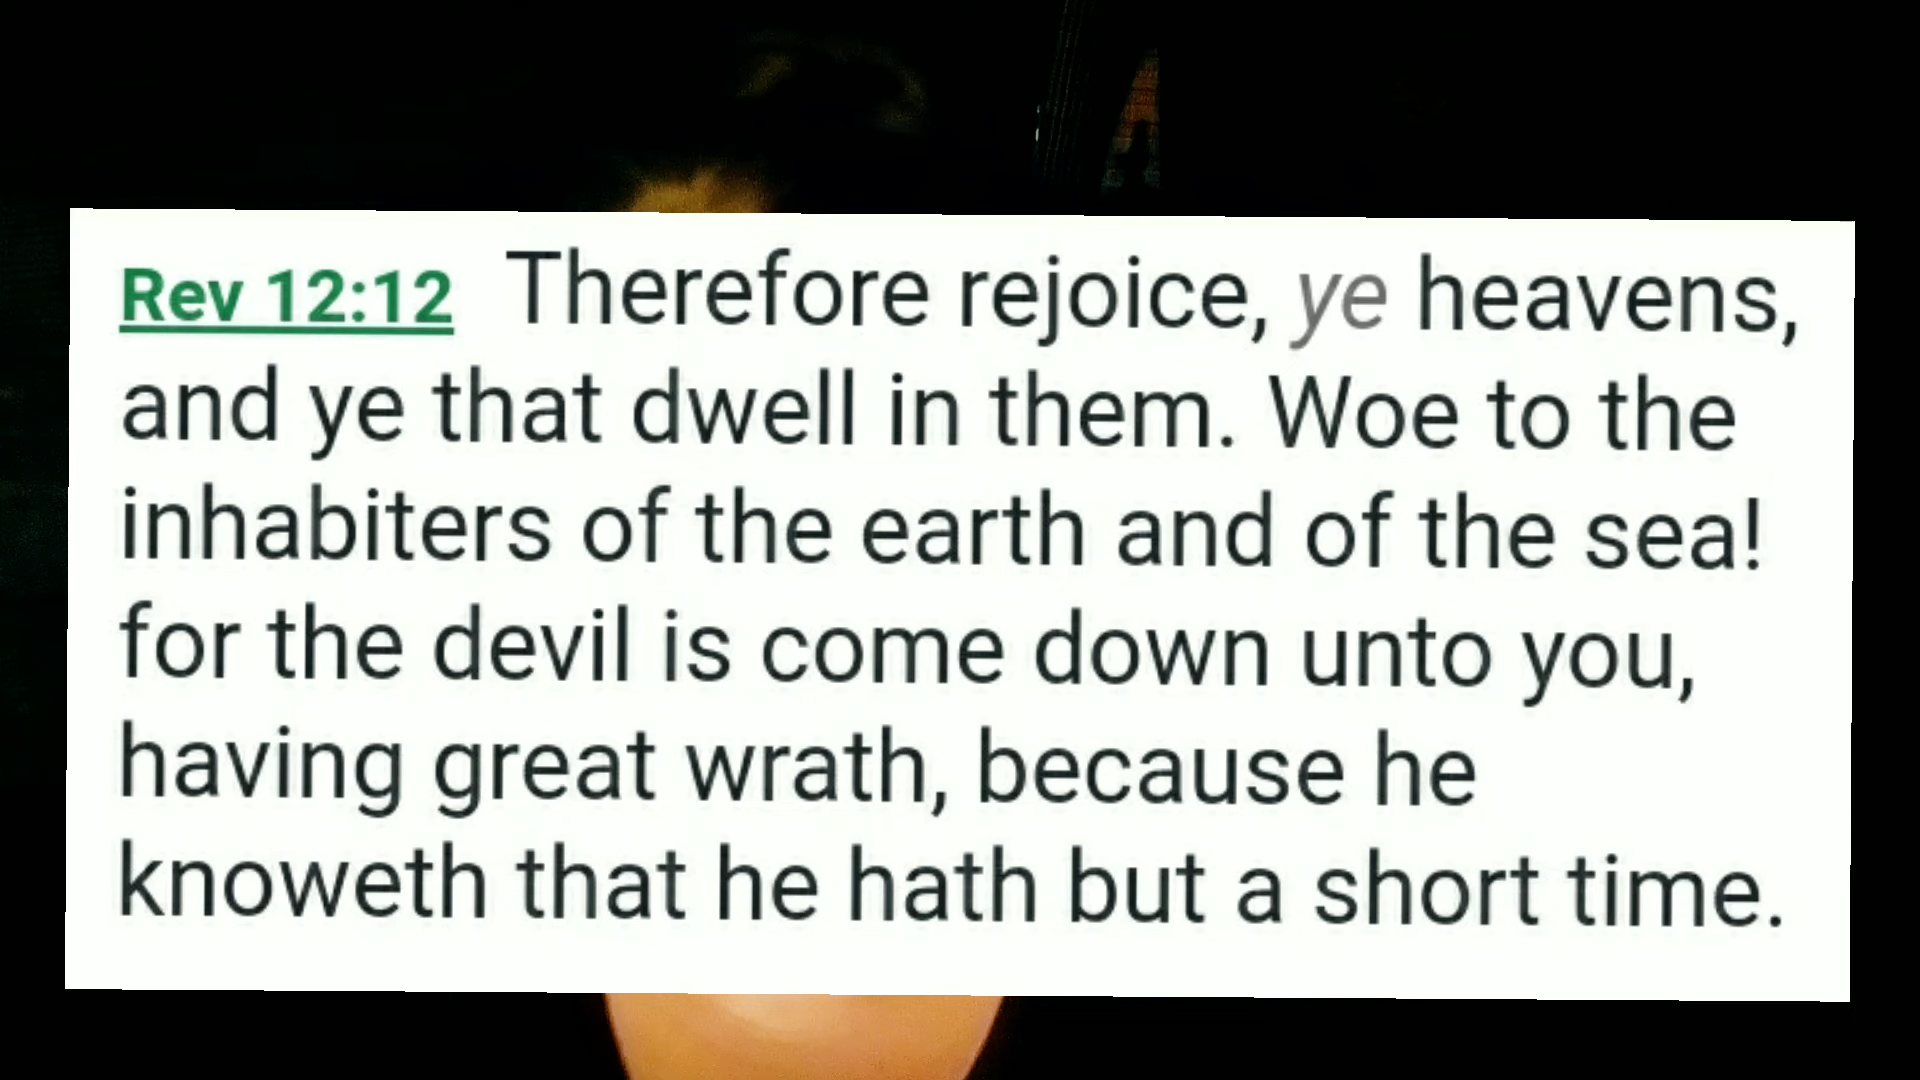 Rev 12:12 Therefore rejoice, ye heavens,
and ye that dwell in them. Woe to the
inhabiters of the earth and of the sea!
for the devil is come down unto you,
having great wrath, because he
knoweth that he hath but a short time.